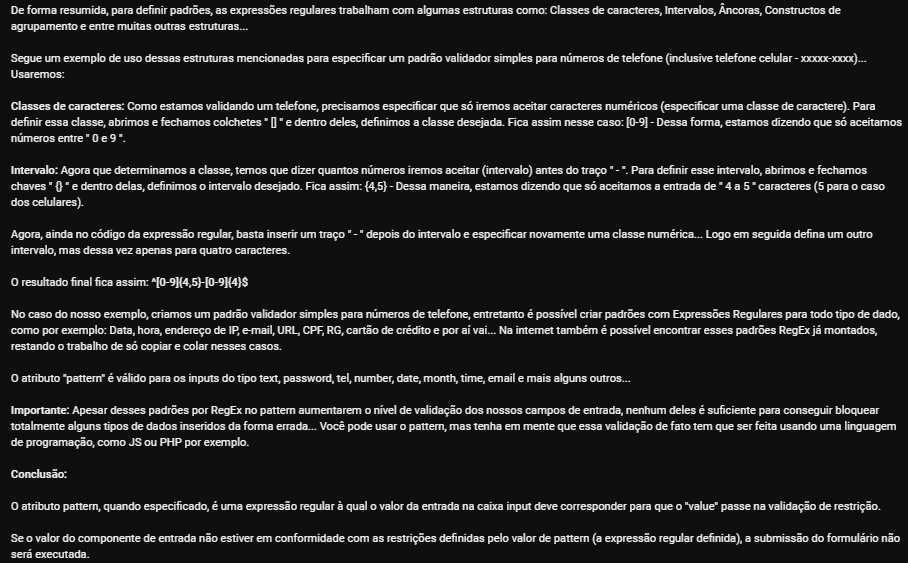 De forma resumida, para definir padrões, as expressões regulares trabalham com algumas estruturas como: Classes de caracteres, Intervalos, Âncoras, Constructos de
agrupamento e entre muitas outras estruturas...
Segue um exemplo de uso dessas estruturas mencionadas para especificar um padrão validador simples para números de telefone (inclusive telefone celular - xxxxx-xxxx)...
Usaremos:
Classes de caracteres: Como estamos validando um telefone, precisamos especificar que só iremos aceitar caracteres numéricos (especificar uma classe de caractere). Para
definir essa classe, abrimos e fechamos colchetes " [] " e dentro deles, definimos a classe desejada. Fica assim nesse caso: [0-9] - Dessa forma, estamos dizendo que só aceitamos
números entre " 0 e 9 ".
Intervalo: Agora que determinamos a classe, temos que dizer quantos números iremos aceitar (intervalo) antes do traço " - ". Para definir esse intervalo, abrimos e fechamos
chaves " {} " e dentro delas, definimos o intervalo desejado. Fica assim: {4,5} - Dessa maneira, estamos dizendo que só aceitamos a entrada de " 4 a 5 " caracteres (5 para o caso
dos celulares).
Agora, ainda no código da expressão regular, basta inserir um traço " - " depois do intervalo e especificar novamente uma classe numérica... Logo em seguida defina um outro
intervalo, mas dessa vez apenas para quatro caracteres.
O resultado final fica assim: ^[0-9]{4,5}-[0-9]{4}$
No caso do nosso exemplo, criamos um padrão validador simples para números de telefone, entretanto é possível criar padrões com Expressões Regulares para todo tipo de dado,
como por exemplo: Data, hora, endereço de IP, e-mail, URL, CPF, RG, cartão de crédito e por aí vai... Na internet também é possível encontrar esses padrões RegEx já montados,
restando o trabalho de só copiar e colar nesses casos.
O atributo "pattern" é válido para os inputs do tipo text, password, tel, number, date, month, time, email e mais alguns outros...
Importante: Apesar desses padrões por RegEx no pattern aumentarem o nível de validação dos nossos campos de entrada, nenhum deles é suficiente para conseguir bloquear
totalmente alguns tipos de dados inseridos da forma errada... Você pode usar o pattern, mas tenha em mente que essa validação de fato tem que ser feita usando uma linguagem
de programação, como JS ou PHP por exemplo.
Conclusão:
O atributo pattern, quando especificado, é uma expressão regular à qual o valor da entrada na caixa input deve corresponder para que o "value" passe na validação de restrição.
Se o valor do componente de entrada não estiver em conformidade com as restrições definidas pelo valor de pattern (a expressão regular definida), a submissão do formulário não
será executada.